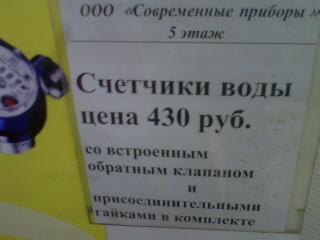 ООО «Современные приборы»
5 этаж
Счетчики воды
цена 430 руб.
со встроенным
обратным клапаном
и
присоединительными
гайками в комплекте